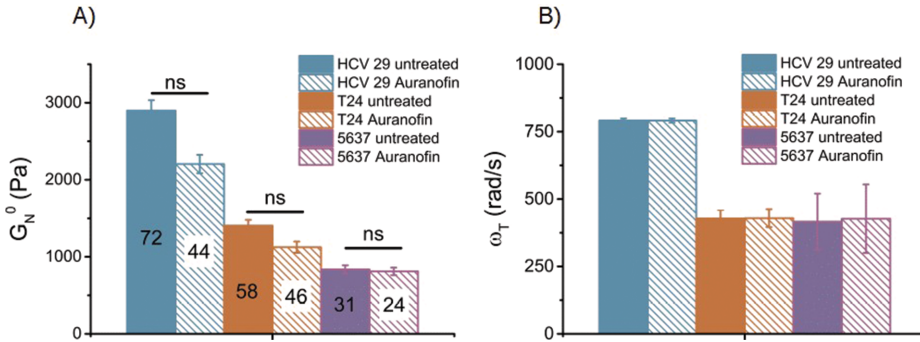 A)
G_N^0 (Pa)
3000
2000
1000
0
ns
ns
ns
72
44
58
46
31
24
HCV 29 untreated
HCV 29 Auranofin
T24 untreated
T24 Auranofin
5637 untreated
5637 Auranofin
B)
ω_T (rad/s)
1000
750
500
250
0
HCV 29 untreated
HCV 29 Auranofin
T24 untreated
T24 Auranofin
5637 untreated
5637 Auranofin